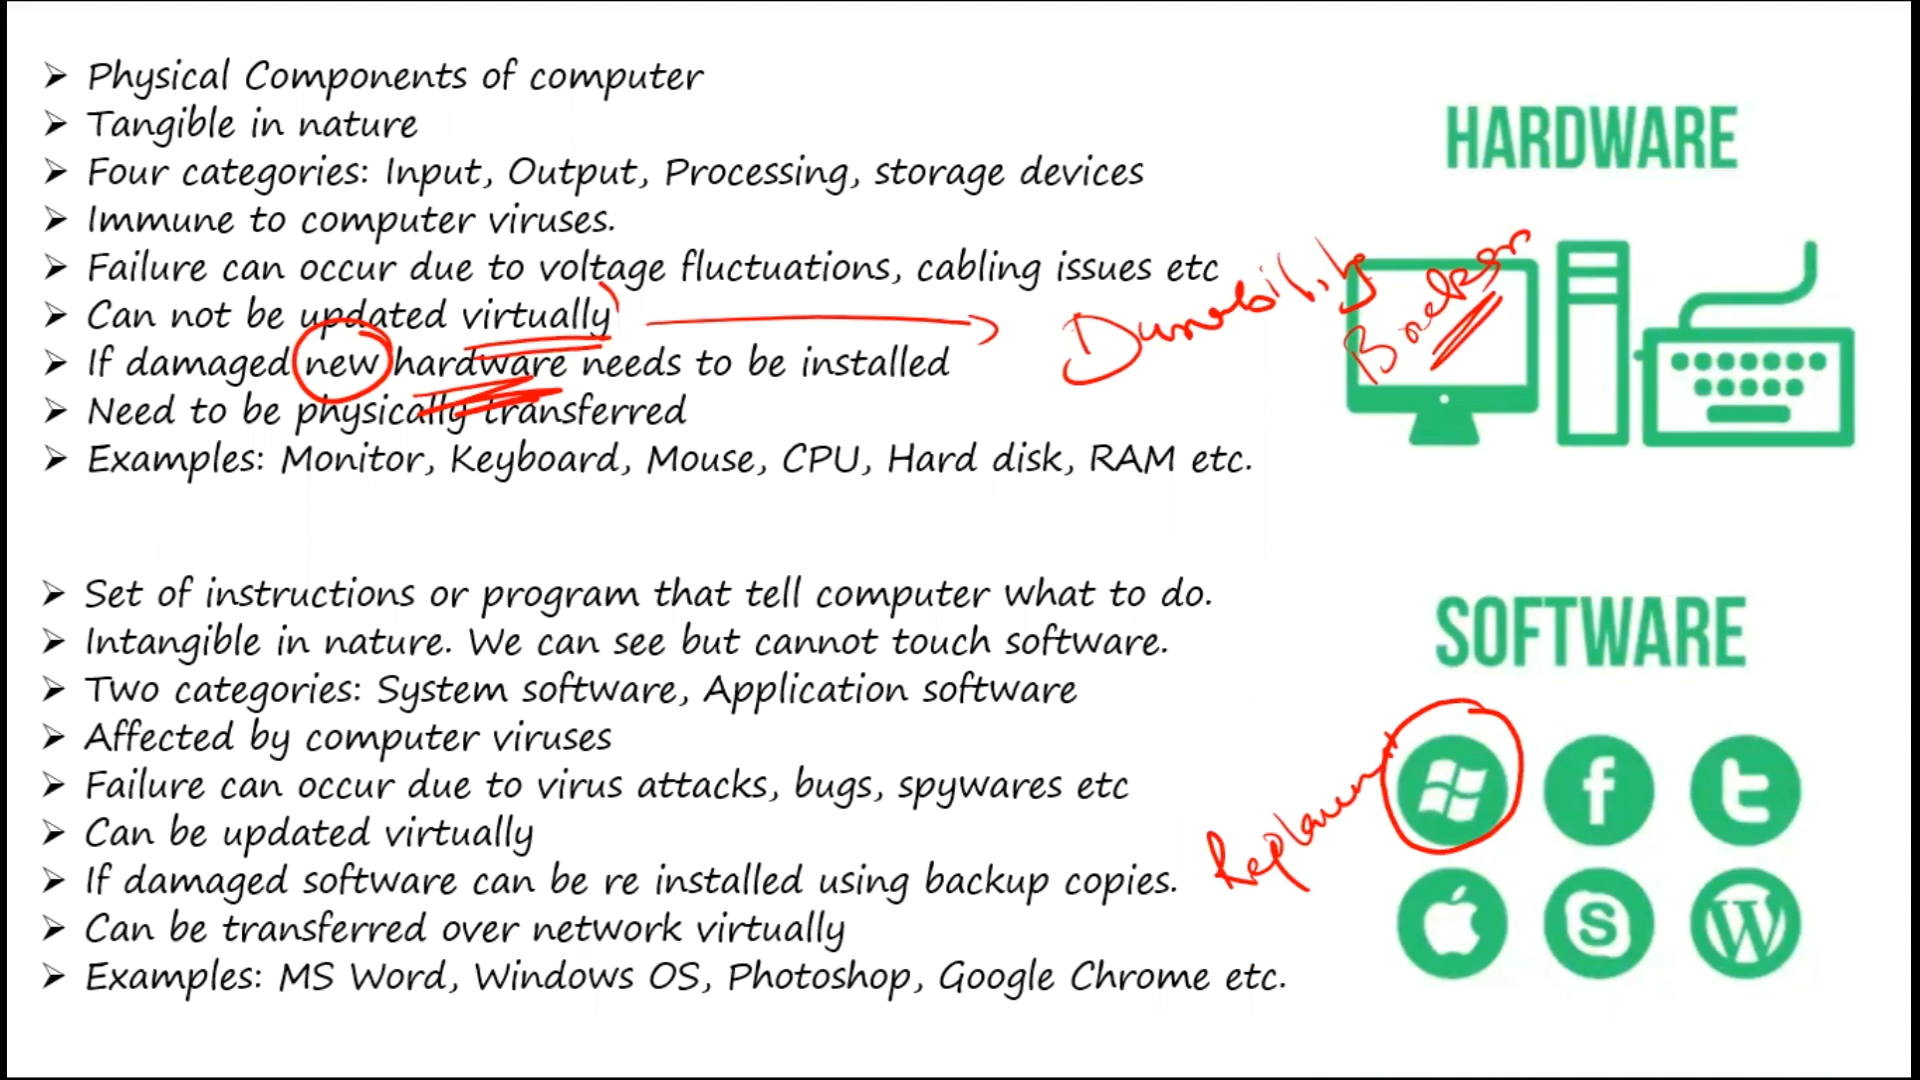 ➢ Physical Components of computer
➢ Tangible in nature
➢ Four categories: Input, Output, Processing, storage devices
➢ Immune to computer viruses.
➢ Failure can occur due to voltage fluctuations, cabling issues etc
➢ Can not be updated virtually
➢ If damaged new hardware needs to be installed
➢ Need to be physically transferred
➢ Examples: Monitor, Keyboard, Mouse, CPU, Hard disk, RAM etc.
HARDWARE
Durability
➢ Set of instructions or program that tell computer what to do.
➢ Intangible in nature. We can see but cannot touch software.
➢ Two categories: System software, Application software
➢ Affected by computer viruses
➢ Failure can occur due to virus attacks, bugs, spywares etc
➢ Can be updated virtually
➢ If damaged software can be re installed using backup copies.
➢ Can be transferred over network virtually
➢ Examples: MS Word, Windows OS, Photoshop, Google Chrome etc.
SOFTWARE
Replacement